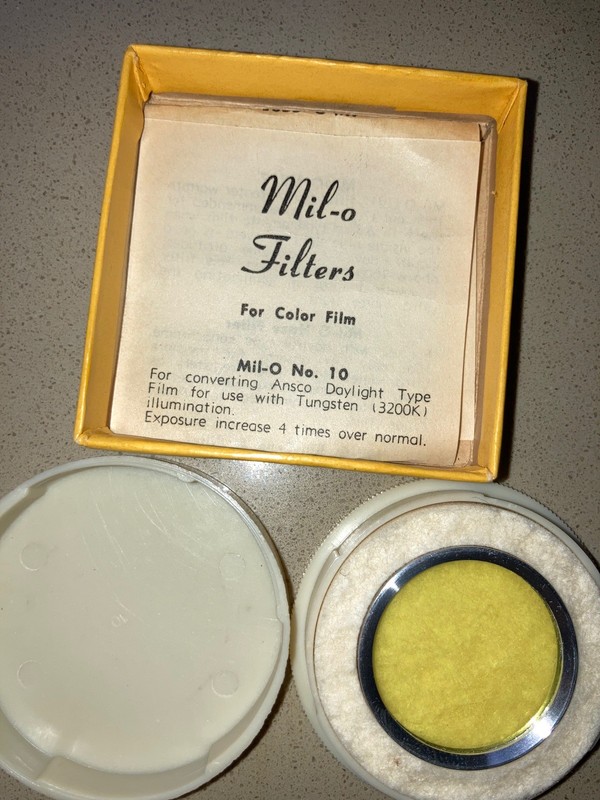 Mil-o
Filters
For Color Film
Mil-O No. 10
For converting Ansco Daylight Type
Film for use with Tungsten (3200K)
illumination.
Exposure increase 4 times over normal.